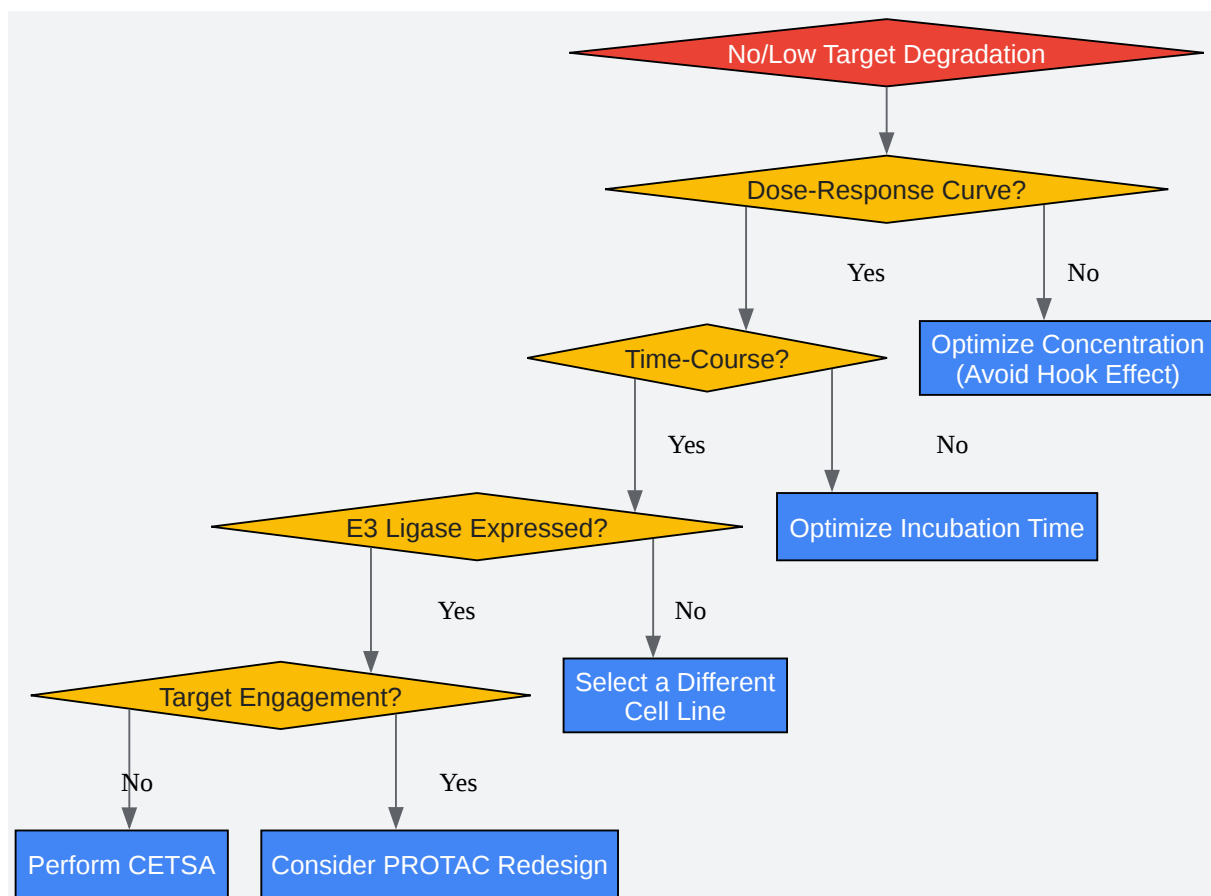 No/Low Target Degradation
Dose-Response Curve?
Yes
No
Optimize Concentration
(Avoid Hook Effect)
Time-Course?
Yes
No
Optimize Incubation Time
E3 Ligase Expressed?
Yes
No
Select a Different
Cell Line
Target Engagement?
No
Yes
Perform CETSA
Consider PROTAC Redesign